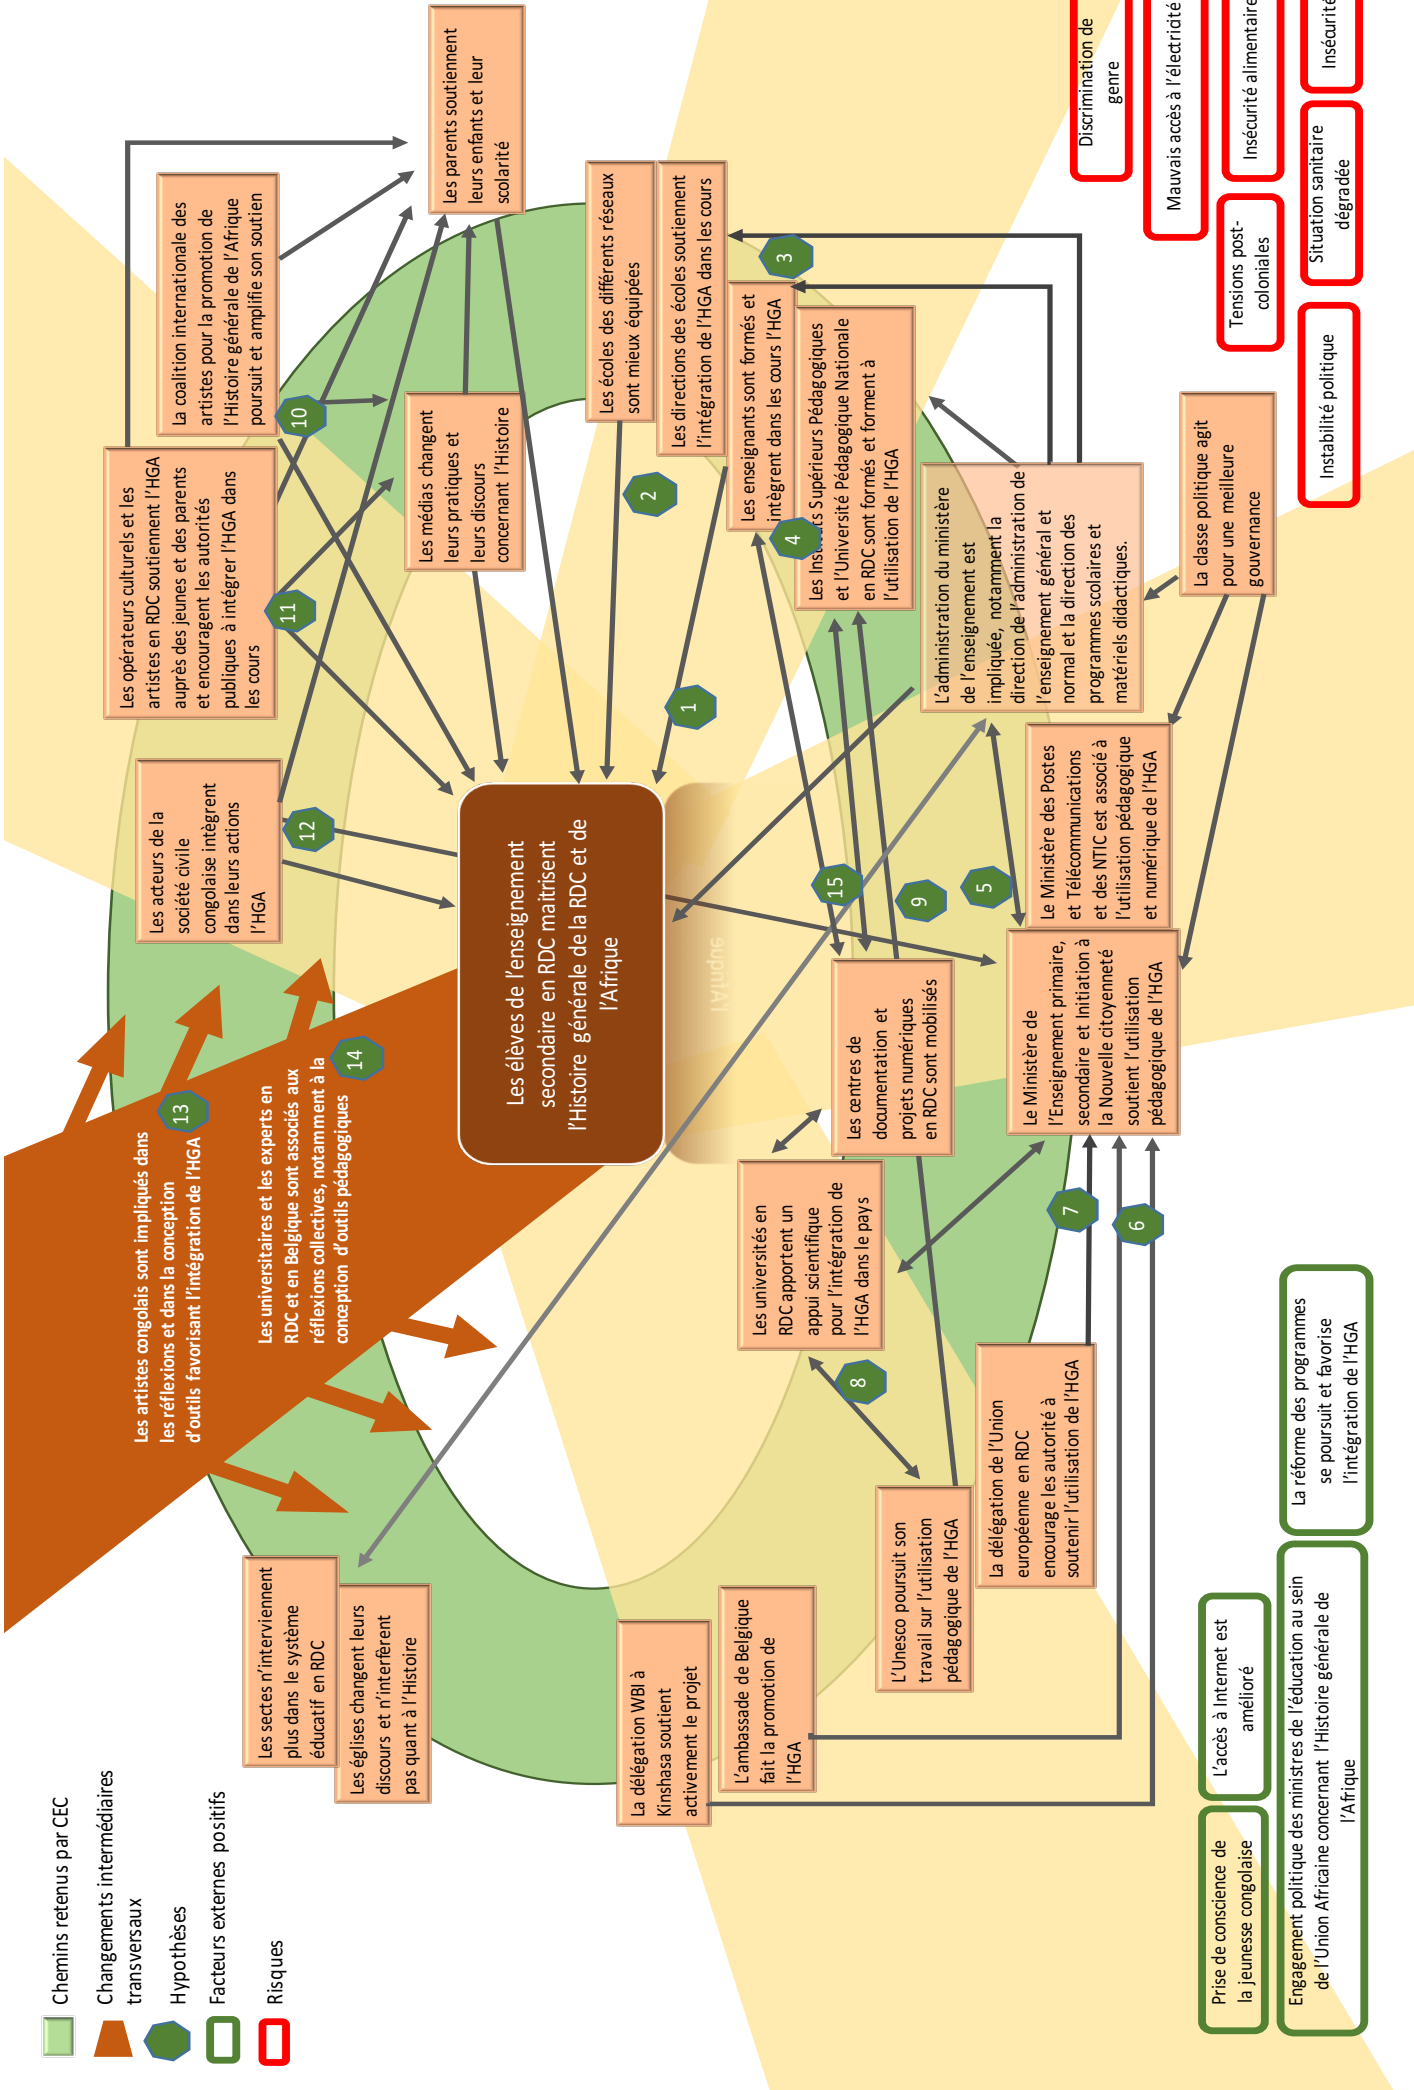 Chemins retenus par CEC
Changements intermédiaires
transversaux
Hypothèses
Facteurs externes positifs
Risques
Les artistes congolais sont impliqués dans
les réflexions et dans la conception
d'outils favorisant l'intégration de l'HGA
13
Les universitaires et les experts en
RDC et en Belgique sont associés aux
réflexions collectives, notamment à la
conception d'outils pédagogiques
14
Les acteurs de la
société civile
congolaise intègrent
dans leurs actions
l'HGA
12
Les opérateurs culturels et les
artistes en RDC soutiennent l'HGA
auprès des jeunes et des parents
et encouragent les autorités
publiques à intégrer l'HGA dans
les cours
11
La coalition internationale des
artistes pour la promotion de
l'Histoire générale de l'Afrique
poursuit et amplifie son soutien
10
Les parents soutiennent
leurs enfants et leur
scolarité
Les médias changent
leurs pratiques et
leurs discours
concernant l'Histoire
Les sectes n'interviennent
plus dans le système
éducatif en RDC
Les églises changent leurs
discours et n'interfèrent
pas quant à l'Histoire
Les élèves de l'enseignement
secondaire en RDC maitrisent
l'Histoire générale de la RDC et de
l'Afrique
l'Afrique
Les écoles des différents réseaux
sont mieux équipées
2
Les directions des écoles soutiennent
l'intégration de l'HGA dans les cours
1
3
Les enseignants sont formés et
intègrent dans les cours l'HGA
4
Les Instituts Supérieurs Pédagogiques
et l'Université Pédagogique Nationale
en RDC sont formés et forment à
l'utilisation de l'HGA
La délégation WBI à
Kinshasa soutient
activement le projet
L'ambassade de Belgique
fait la promotion de
l'HGA
Les universités en
RDC apportent un
appui scientifique
pour l'intégration de
l'HGA dans le pays
8
Les centres de
documentation et
projets numériques
en RDC sont mobilisés
15
9
5
L'administration du ministère
de l'enseignement est
impliquée, notamment la
direction de l'administration de
l'enseignement général et
normal et la direction des
programmes scolaires et
matériels didactiques.
L'Unesco poursuit son
travail sur l'utilisation
pédagogique de l'HGA
La délégation de l'Union
européenne en RDC
encourage les autorité à
soutenir l'utilisation de l'HGA
7
6
Le Ministère de
l'Enseignement primaire,
secondaire et Initiation à
la Nouvelle citoyenneté
soutient l'utilisation
pédagogique de l'HGA
Le Ministère des Postes
et Télécommunications
et des NTIC est associé à
l'utilisation pédagogique
et numérique de l'HGA
La classe politique agit
pour une meilleure
gouvernance
Prise de conscience de
la jeunesse congolaise
L'accès à Internet est
amélioré
Engagement politique des ministres de l'éducation au sein
de l'Union Africaine concernant l'Histoire générale de
l'Afrique
La réforme des programmes
se poursuit et favorise
l'intégration de l'HGA
Discrimination de
genre
Mauvais accès à l'électricité
Tensions post-
coloniales
Insécurité alimentaire
Instabilité politique
Situation sanitaire
dégradée
Insécurité